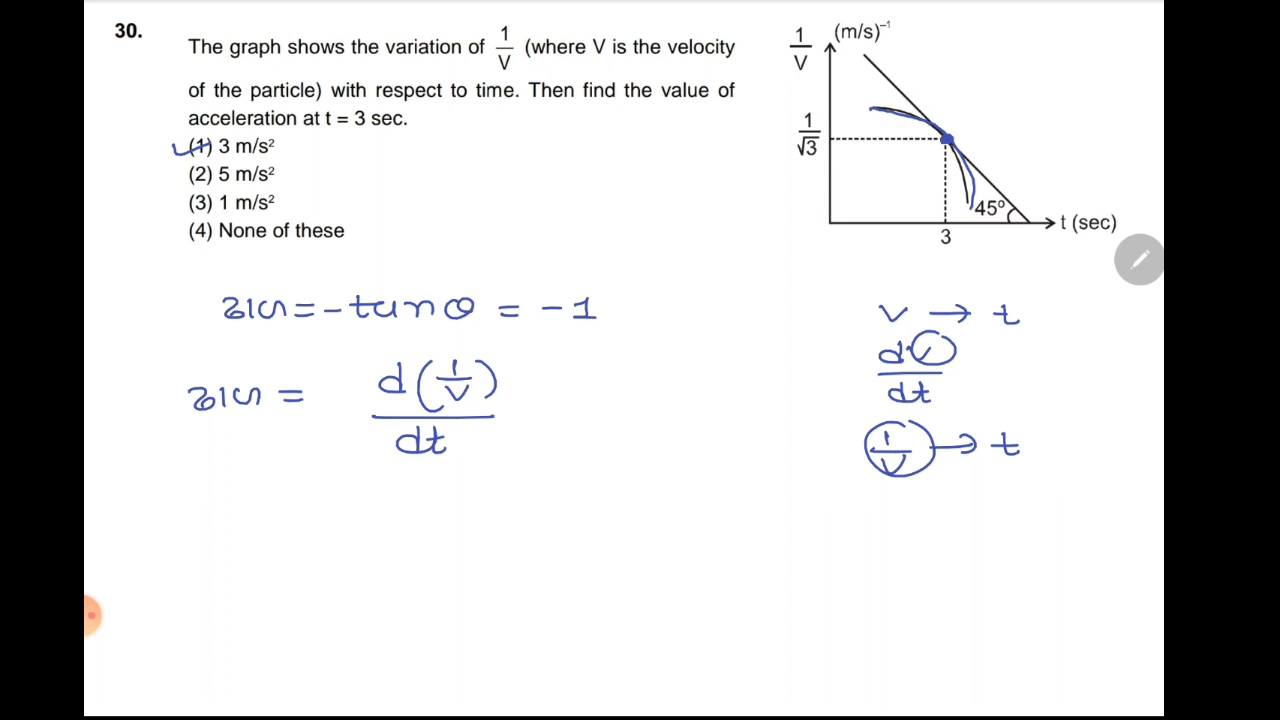 30.
The graph shows the variation of 1/V (where V is the velocity
of the particle) with respect to time. Then find the value of
acceleration at t = 3 sec.
(1) 3 m/s²
(2) 5 m/s²
(3) 1 m/s²
(4) None of these
1/V (m/s)⁻¹
1/√3
45°
t (sec)
3
ઢાળ = -tanθ = -1
ઢાળ = d(1/V)/dt
v → t
dv/dt
1/V → t